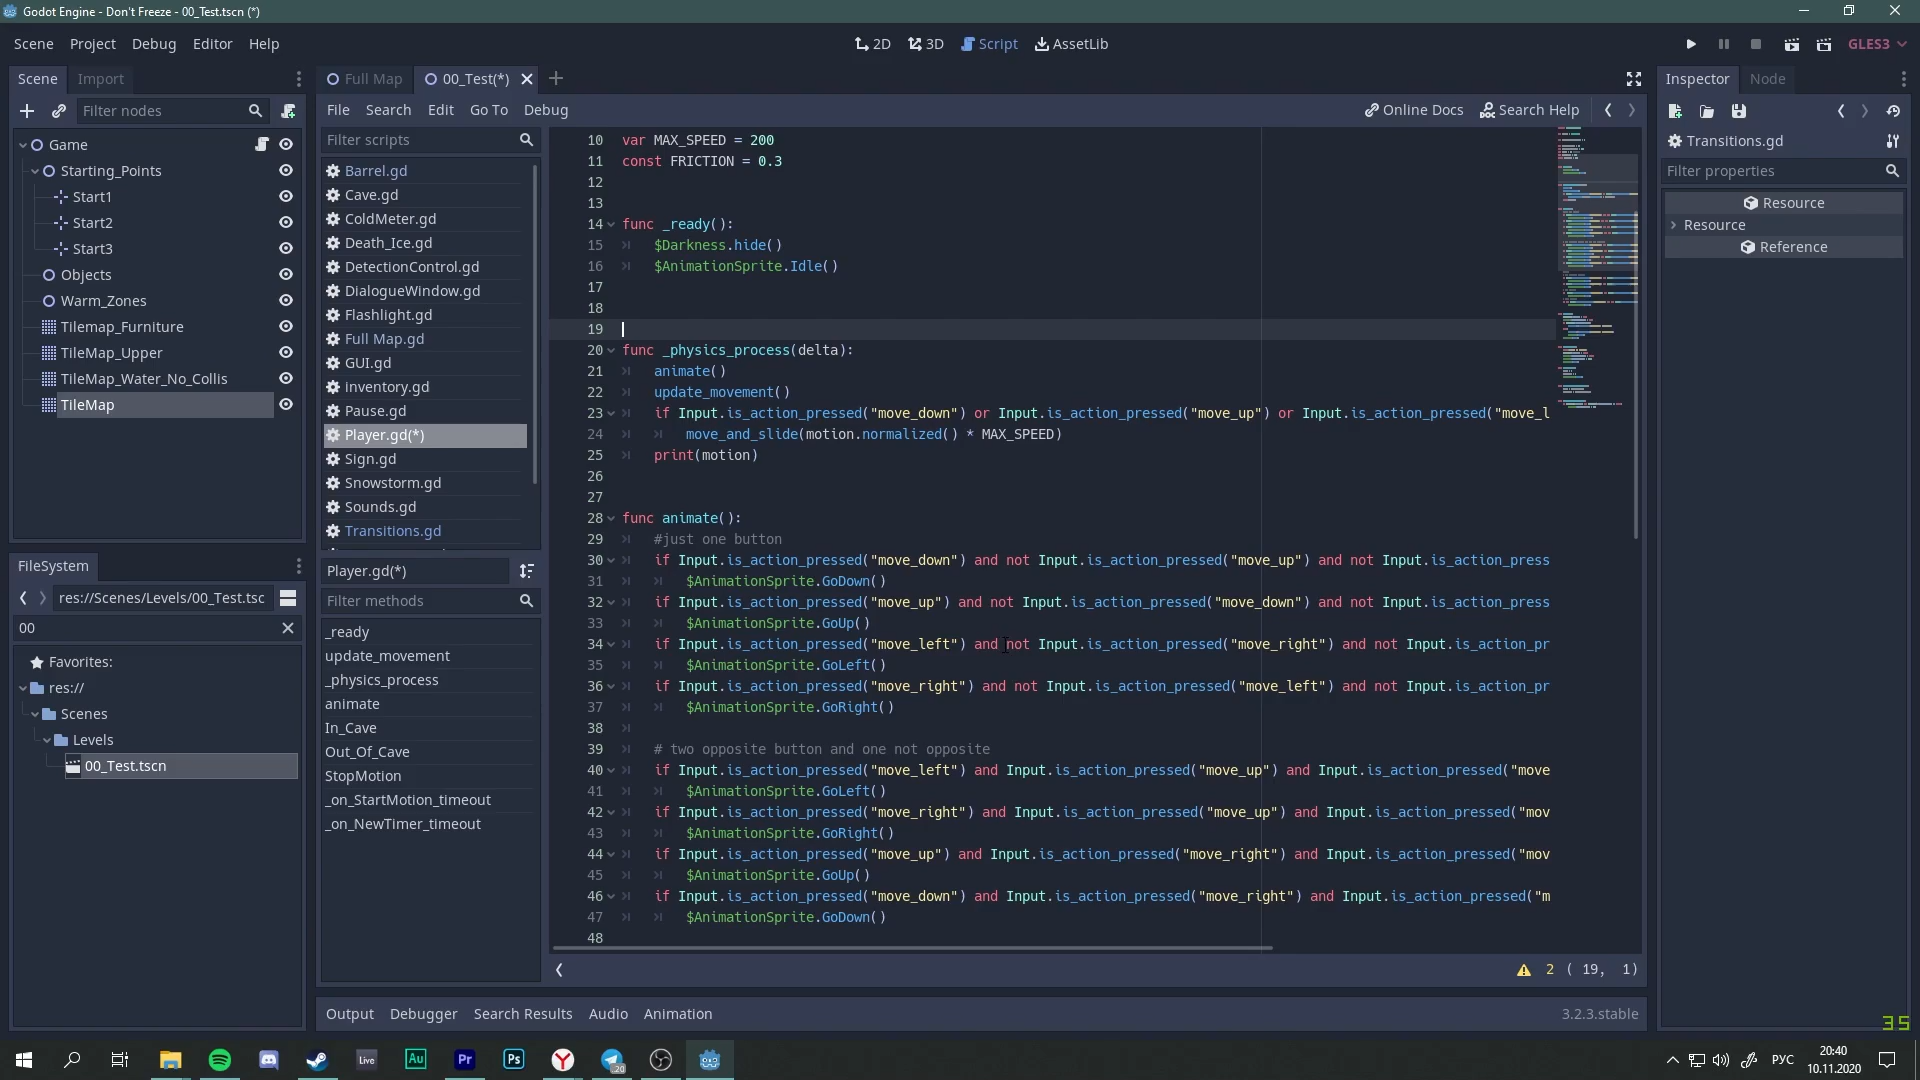 Godot Engine - Don't Freeze - 00_Test.tscn (*)
Scene Project Debug Editor Help
2D 3D Script AssetLib
GLES3
Scene Import
Filter nodes
Game
Starting_Points
Start1
Start2
Start3
Objects
Warm_Zones
Tilemap_Furniture
TileMap_Upper
TileMap_Water_No_Collis
TileMap
FileSystem
res://Scenes/Levels/00_Test.tsc
00
Favorites:
res://
Scenes
Levels
00_Test.tscn
Full Map 00_Test(*)
File Search Edit Go To Debug
Online Docs Search Help
Filter scripts
Barrel.gd
Cave.gd
ColdMeter.gd
Death_Ice.gd
DetectionControl.gd
DialogueWindow.gd
Flashlight.gd
Full Map.gd
GUI.gd
inventory.gd
Pause.gd
Player.gd(*)
Sign.gd
Snowstorm.gd
Sounds.gd
Transitions.gd
Player.gd(*)
Filter methods
_ready
update_movement
_physics_process
animate
In_Cave
Out_Of_Cave
StopMotion
_on_StartMotion_timeout
_on_NewTimer_timeout
10 var MAX_SPEED = 200
11 const FRICTION = 0.3
12
13
14 func _ready():
15 $Darkness.hide()
16 $AnimationSprite.Idle()
17
18
19
20 func _physics_process(delta):
21 animate()
22 update_movement()
23 if Input.is_action_pressed("move_down") or Input.is_action_pressed("move_up") or Input.is_action_pressed("move_l
24 move_and_slide(motion.normalized() * MAX_SPEED)
25 print(motion)
26
27
28 func animate():
29 #just one button
30 if Input.is_action_pressed("move_down") and not Input.is_action_pressed("move_up") and not Input.is_action_press
31 $AnimationSprite.GoDown()
32 if Input.is_action_pressed("move_up") and not Input.is_action_pressed("move_down") and not Input.is_action_press
33 $AnimationSprite.GoUp()
34 if Input.is_action_pressed("move_left") and not Input.is_action_pressed("move_right") and not Input.is_action_pr
35 $AnimationSprite.GoLeft()
36 if Input.is_action_pressed("move_right") and not Input.is_action_pressed("move_left") and not Input.is_action_pr
37 $AnimationSprite.GoRight()
38
39 # two opposite button and one not opposite
40 if Input.is_action_pressed("move_left") and Input.is_action_pressed("move_up") and Input.is_action_pressed("move
41 $AnimationSprite.GoLeft()
42 if Input.is_action_pressed("move_right") and Input.is_action_pressed("move_up") and Input.is_action_pressed("mov
43 $AnimationSprite.GoRight()
44 if Input.is_action_pressed("move_up") and Input.is_action_pressed("move_right") and Input.is_action_pressed("mov
45 $AnimationSprite.GoUp()
46 if Input.is_action_pressed("move_down") and Input.is_action_pressed("move_right") and Input.is_action_pressed("m
47 $AnimationSprite.GoDown()
48
2 ( 19, 1)
Output Debugger Search Results Audio Animation
3.2.3.stable
Inspector Node
Transitions.gd
Filter properties
Resource
Resource
Reference
35
Live Au Pr Ps 20
РУС
20:40
10.11.2020